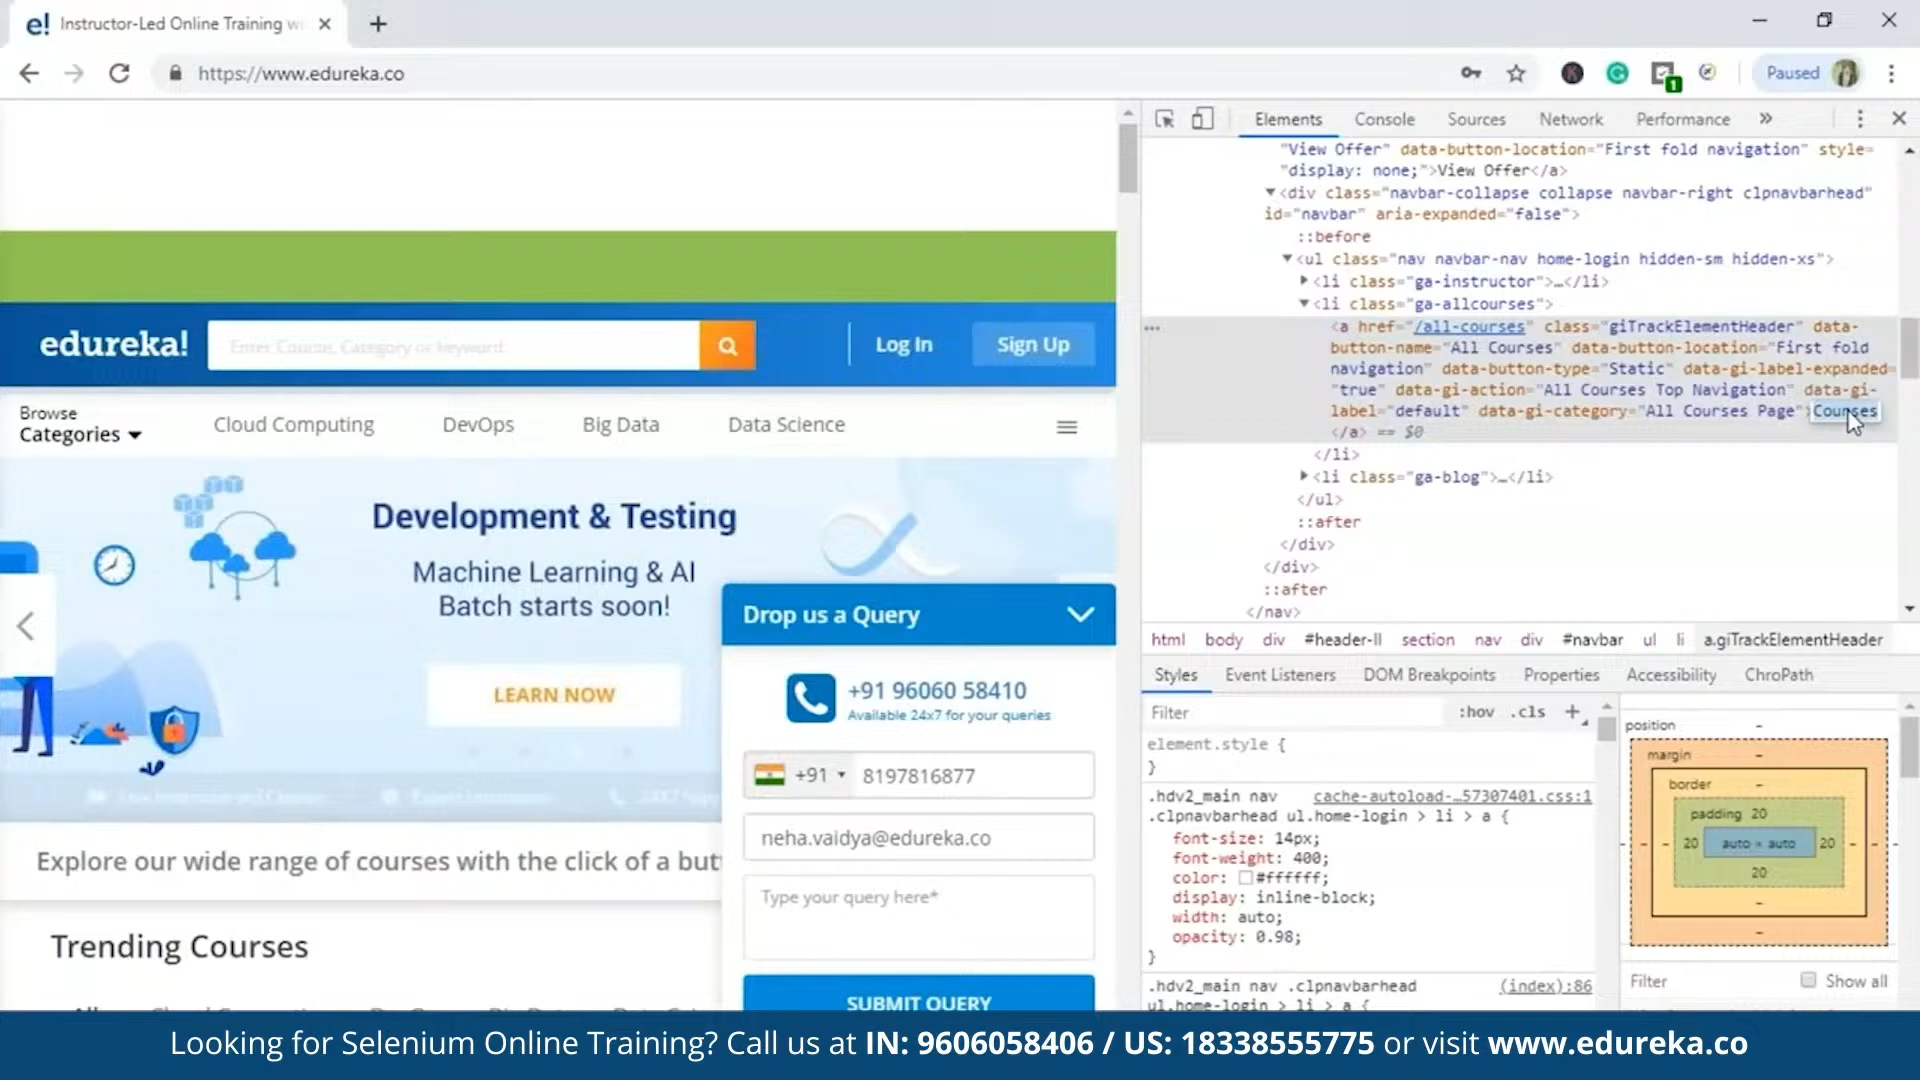 e! Instructor-Led Online Training
https://www.edureka.co
Paused
1
edureka!
Enter Course, Category or keyword
Log In
Sign Up
Browse
Categories
Cloud Computing
DevOps
Big Data
Data Science
Development & Testing
Machine Learning & AI
Batch starts soon!
LEARN NOW
Drop us a Query
+91 96060 58410
Available 24x7 for your queries
+91
8197816877
neha.vaidya@edureka.co
Type your query here*
SUBMIT QUERY
Explore our wide range of courses with the click of a
Trending Courses
Elements Console Sources Network Performance »
"View Offer" data-button-location="First fold navigation" style=
"display: none;">View Offer</a>
▼<div class="navbar-collapse collapse navbar-right clpnavbarhead"
id="navbar" aria-expanded="false">
::before
▼<ul class="nav navbar-nav home-login hidden-sm hidden-xs">
▶<li class="ga-instructor">…</li>
▼<li class="ga-allcourses">
<a href="/all-courses" class="giTrackElementHeader" data-
button-name="All Courses" data-button-location="First fold
navigation" data-button-type="Static" data-gi-label-expanded=
"true" data-gi-action="All Courses Top Navigation" data-gi-
label="default" data-gi-category="All Courses Page">Courses
</a> == $0
</li>
▶<li class="ga-blog">…</li>
</ul>
::after
</div>
</div>
::after
</nav>
html body div #header-II section nav div #navbar ul li a.giTrackElementHeader
Styles Event Listeners DOM Breakpoints Properties Accessibility ChroPath
Filter :hov .cls +
element.style {
}
.hdv2_main nav cache-autoload-…57307401.css:1
.clpnavbarhead ul.home-login > li > a {
font-size: 14px;
font-weight: 400;
color: #ffffff;
display: inline-block;
width: auto;
opacity: 0.98;
}
.hdv2_main nav .clpnavbarhead (index):86
ul.home-login > li > a {
position -
margin -
border -
padding 20
20 auto × auto 20
20
-
-
Filter Show all
Looking for Selenium Online Training? Call us at IN: 9606058406 / US: 18338555775 or visit www.edureka.co